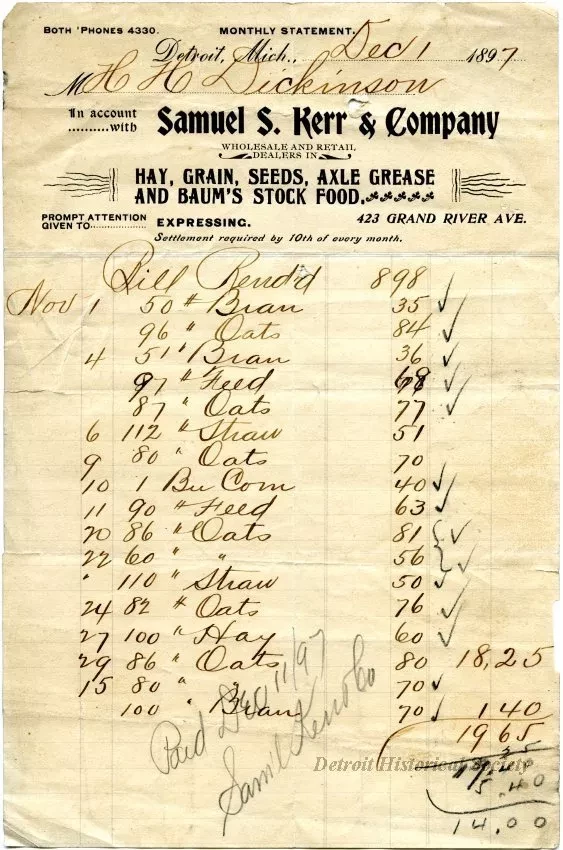 BOTH 'PHONES 4330. MONTHLY STATEMENT.
Detroit, Mich., Dec 1 1897
M H H Dickinson
In account
..........with Samuel S. Kerr & Company
WHOLESALE AND RETAIL
DEALERS IN
HAY, GRAIN, SEEDS, AXLE GREASE
AND BAUM'S STOCK FOOD.
PROMPT ATTENTION
GIVEN TO.............. EXPRESSING. 423 GRAND RIVER AVE.
Settlement required by 10th of every month.
Bill Rend'd 898
Nov 1 50 # Bran 35 ✓
96 " Oats 84 ✓
4 51 " Bran 36 ✓
97 " Feed 68 ✓
87 " Oats 77 ✓
6 112 " Straw 51
9 80 " Oats 70
10 1 Bu Corn 40 ✓
11 90 " Feed 63 ✓
20 86 " Oats 81 ✓
22 60 " " 56 ✓
" 110 " Straw 50 ✓
24 82 # Oats 76 ✓
27 100 " Hay 60 ✓
29 86 " Oats 80 18,25
15 80 " 70 ✓
100 " Bran 70 ✓ 140
1965
5.40
14.00
Paid Dec 11/97
Saml Kerr & Co
Detroit Historical Society